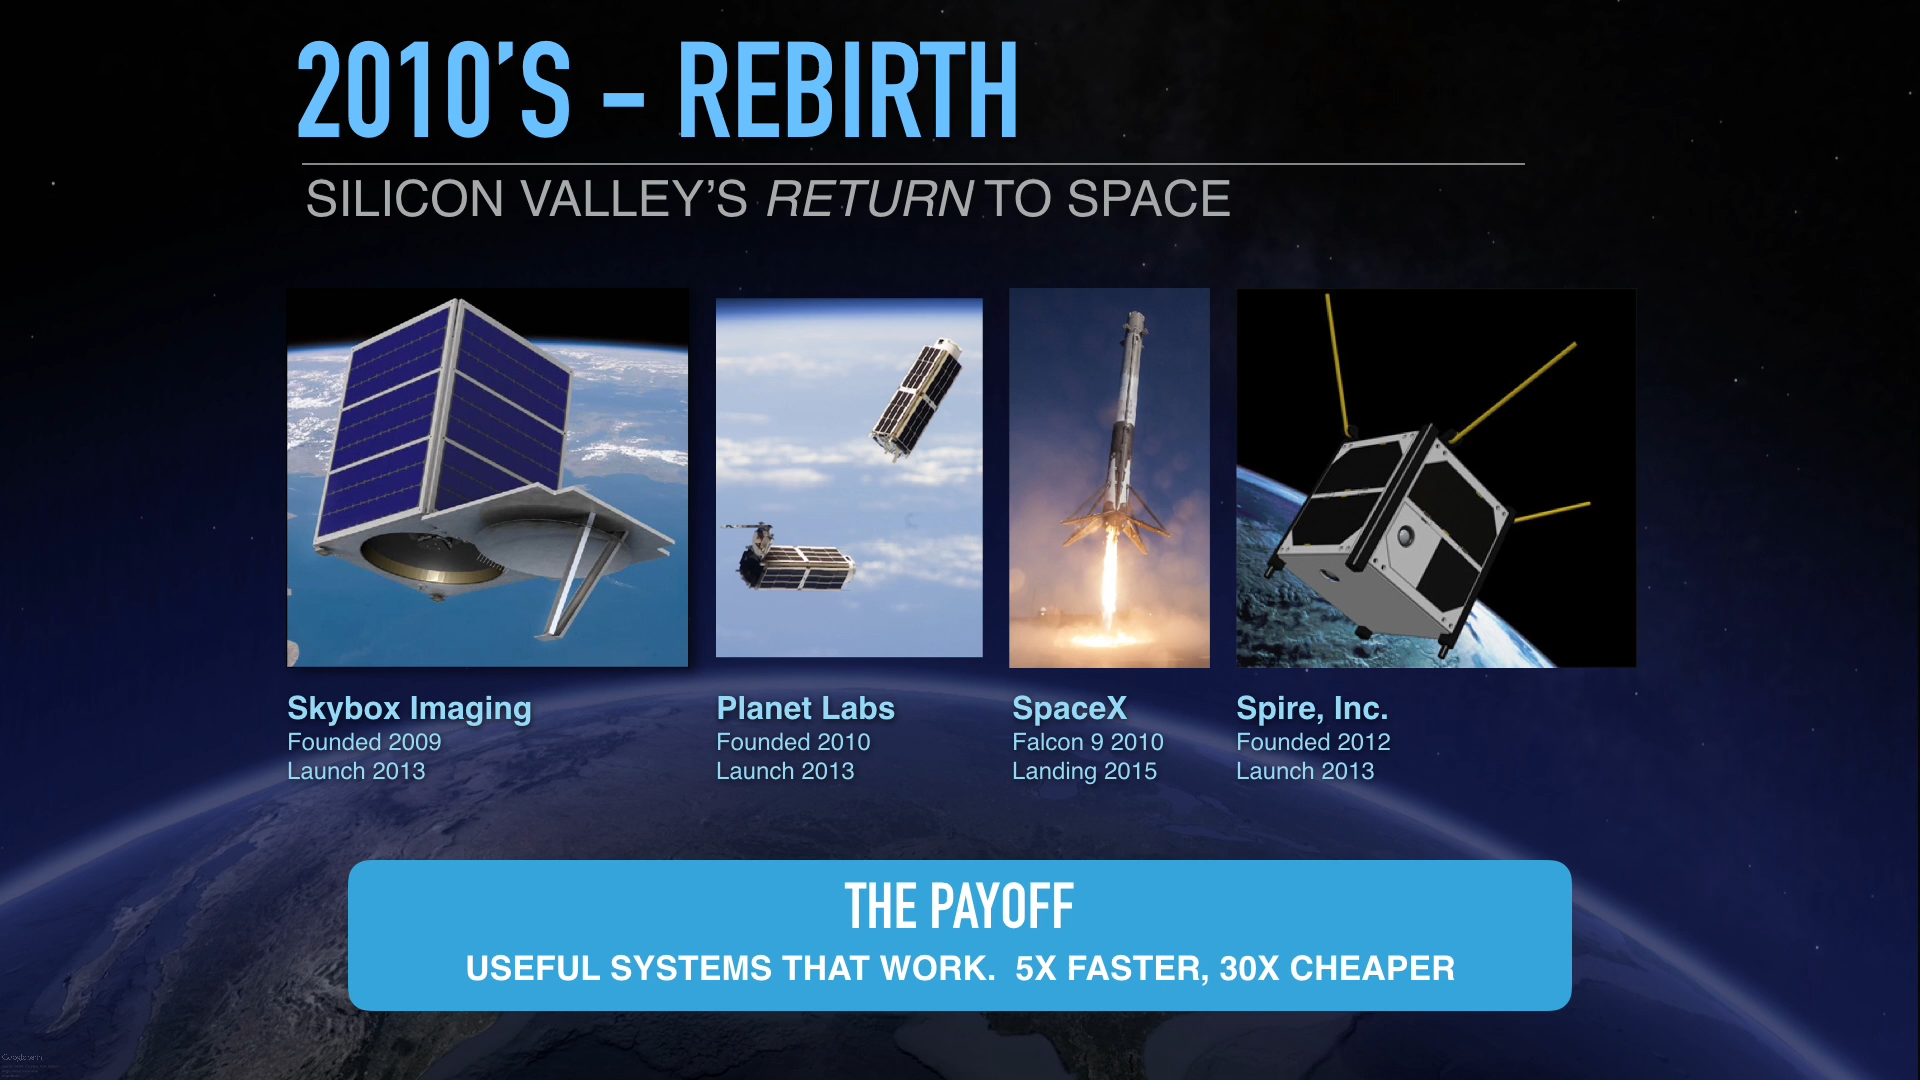 2010’S – REBIRTH
SILICON VALLEY’S RETURN TO SPACE
Skybox Imaging
Founded 2009
Launch 2013
Planet Labs
Founded 2010
Launch 2013
SpaceX
Falcon 9 2010
Landing 2015
Spire, Inc.
Founded 2012
Launch 2013
THE PAYOFF
USEFUL SYSTEMS THAT WORK.  5X FASTER, 30X CHEAPER
Google earth